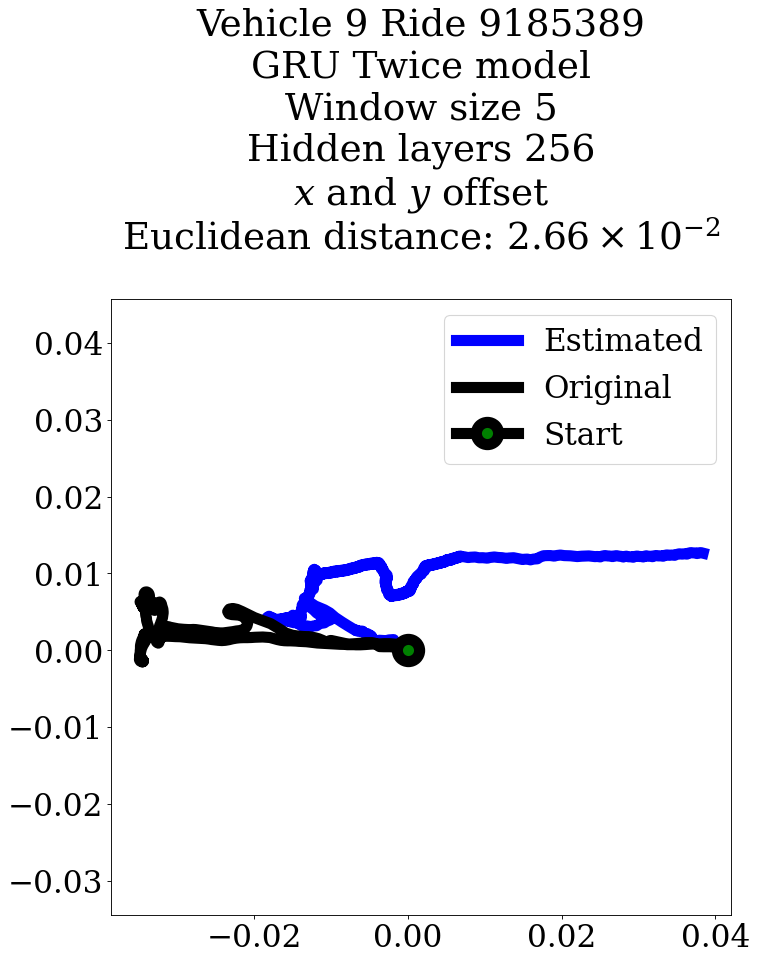 Vehicle 9 Ride 9185389
GRU Twice model
Window size 5
Hidden layers 256
x and y offset
Euclidean distance: 2.66 × 10⁻²
Estimated
Original
Start
0.04
0.03
0.02
0.01
0.00
−0.01
−0.02
−0.03
−0.02 0.00 0.02 0.04